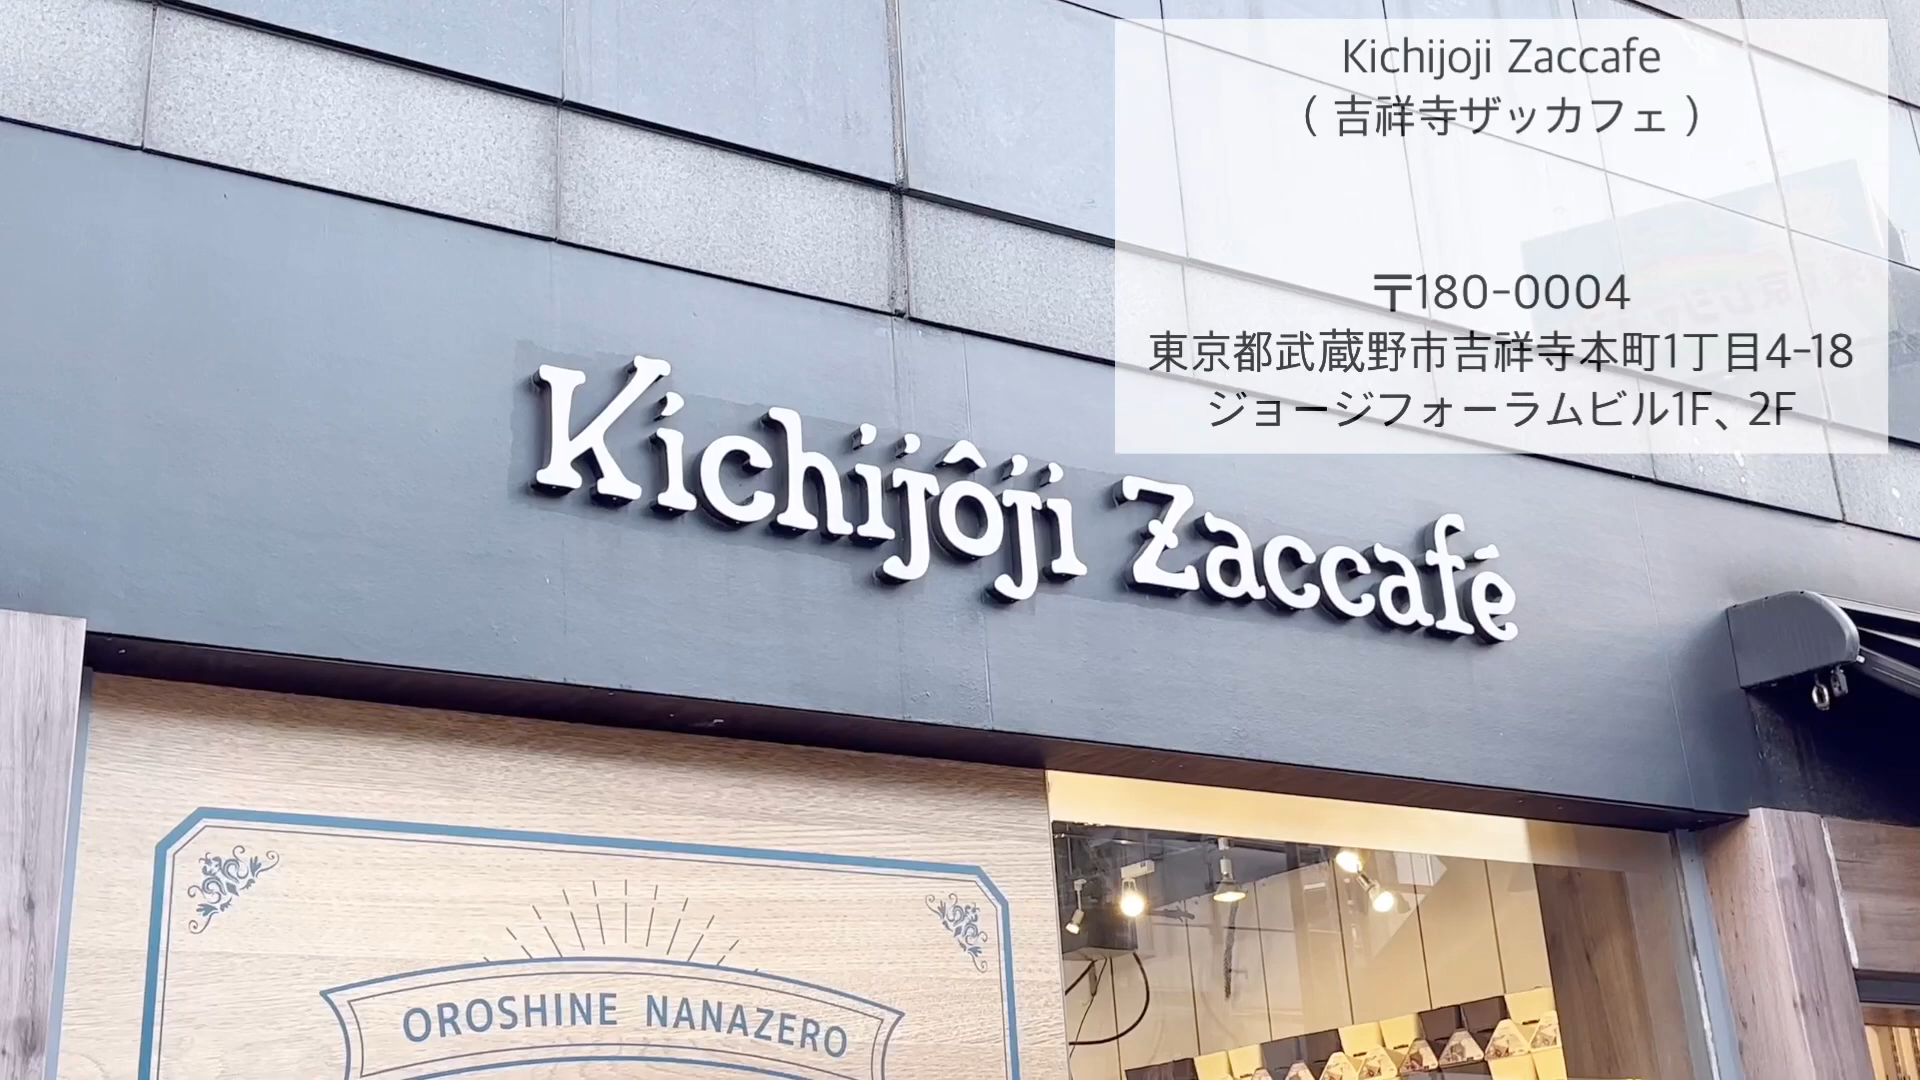 Kichijoji Zaccafe
( 吉祥寺ザッカフェ )
〒180-0004
東京都武蔵野市吉祥寺本町1丁目4-18
ジョージフォーラムビル1F、2F
Kichijôji Zaccafé
OROSHINE NANAZERO